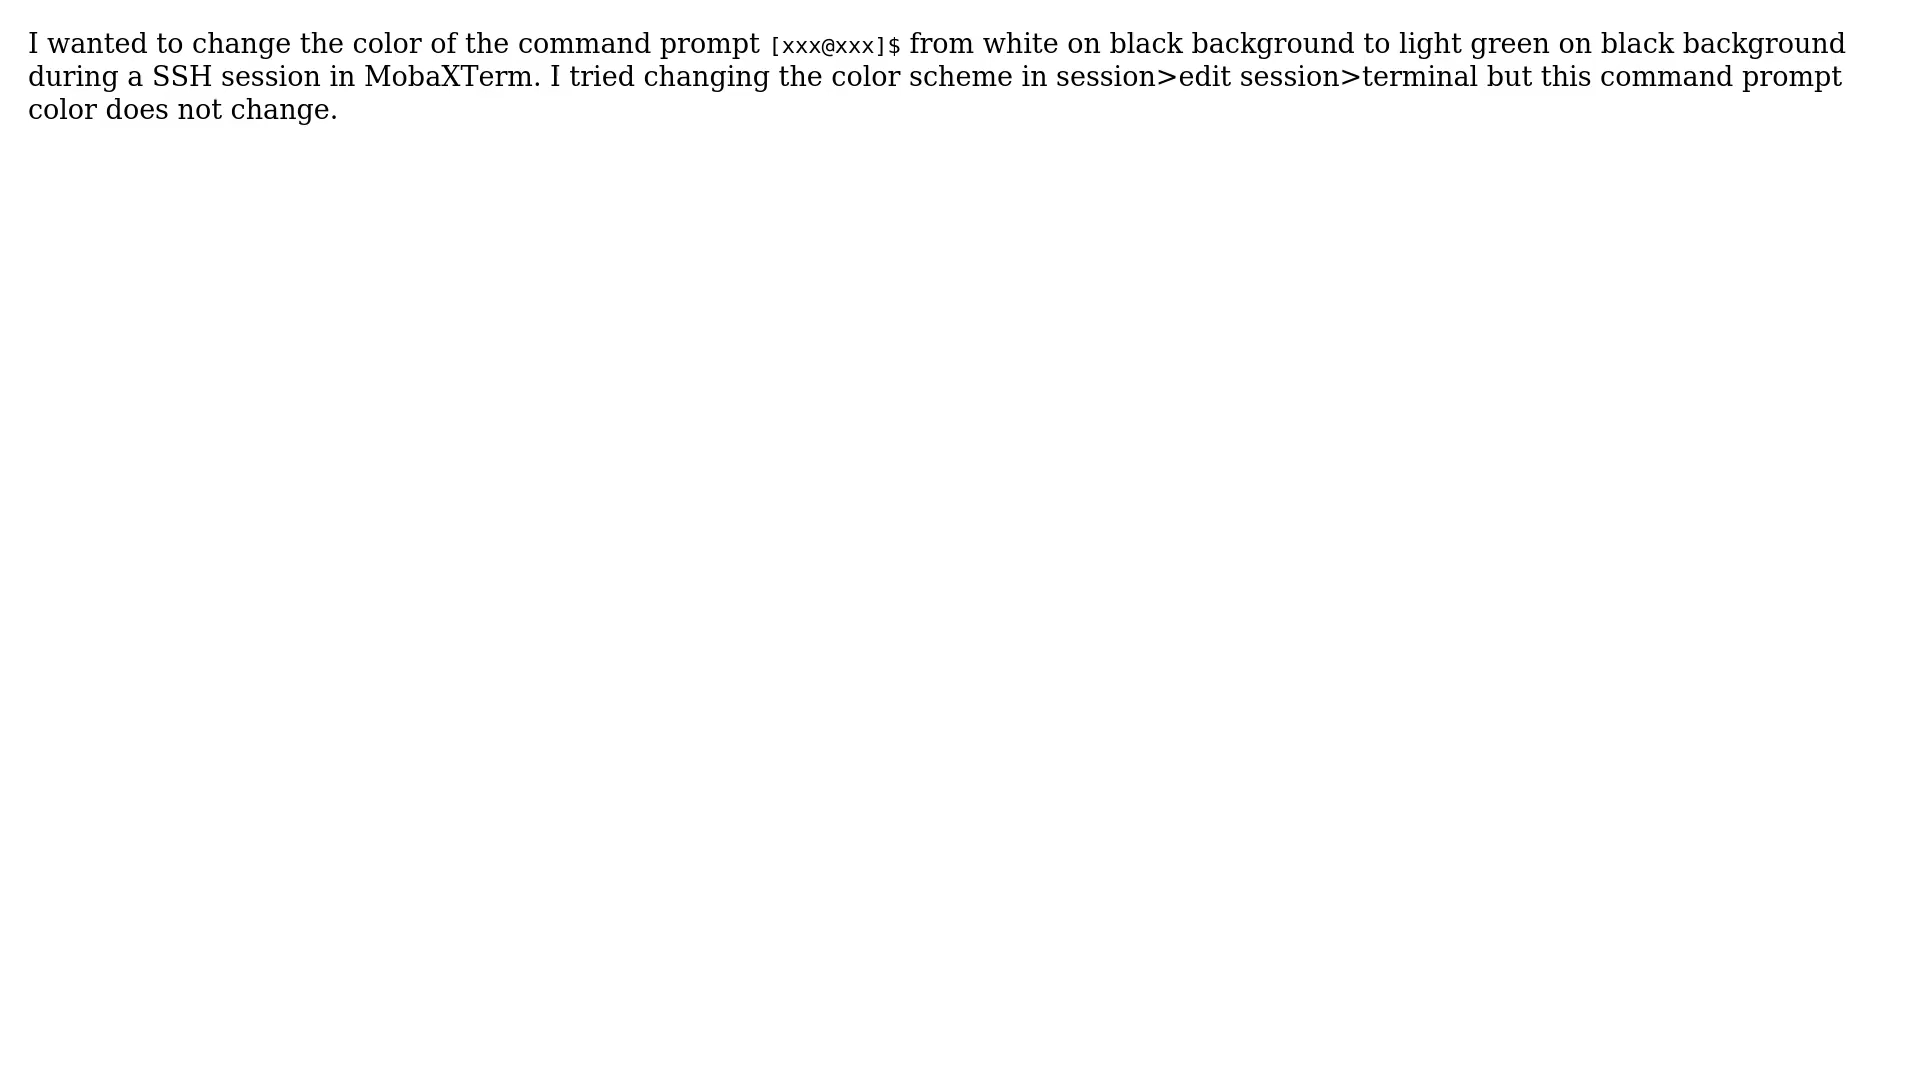 I wanted to change the color of the command prompt [xxx@xxx]$ from white on black background to light green on black background
during a SSH session in MobaXTerm. I tried changing the color scheme in session>edit session>terminal but this command prompt
color does not change.